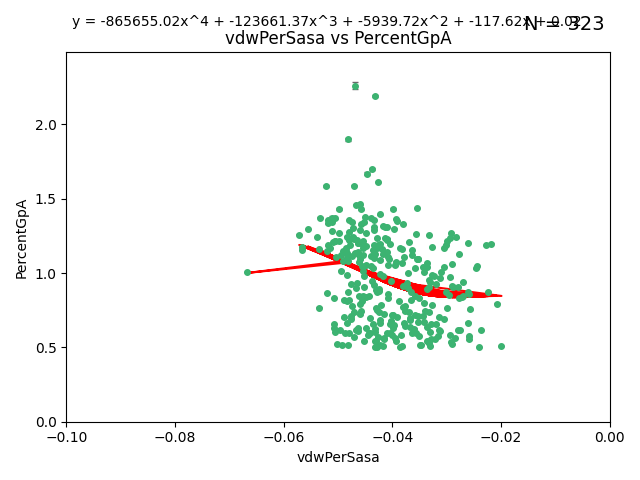 y = -865655.02x^4 + -123661.37x^3 + -5939.72x^2 + -117.62x + 0.02
N = 323
vdwPerSasa vs PercentGpA
PercentGpA
2.0
1.5
1.0
0.5
0.0
-0.10
-0.08
-0.06
-0.04
-0.02
0.00
vdwPerSasa